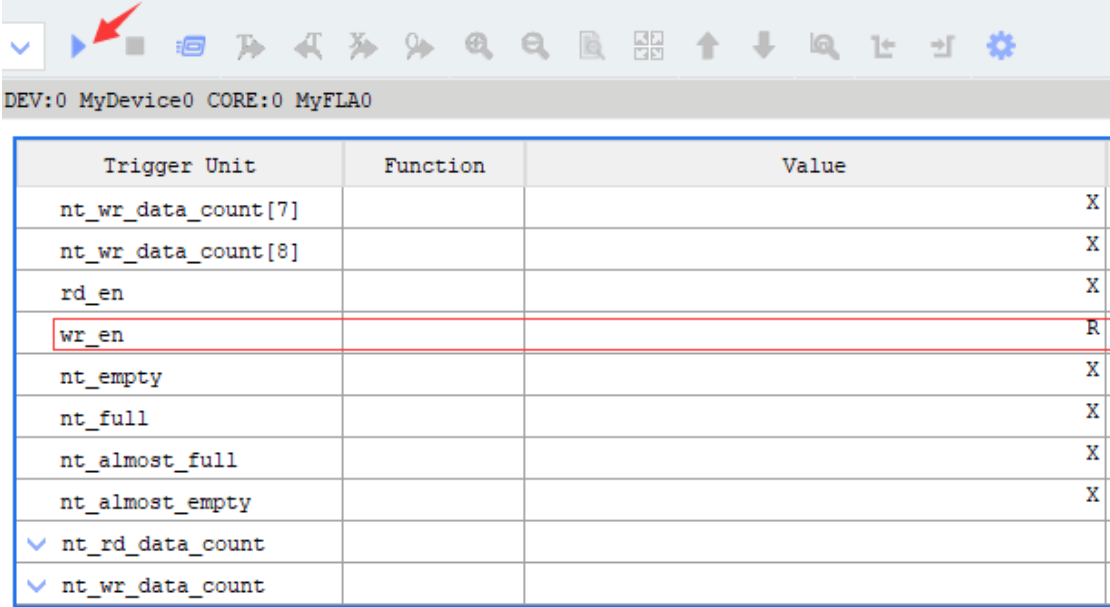 DEV:0 MyDevice0 CORE:0 MyFLA0
Trigger Unit Function Value
nt_wr_data_count[7] X
nt_wr_data_count[8] X
rd_en X
wr_en R
nt_empty X
nt_full X
nt_almost_full X
nt_almost_empty X
nt_rd_data_count
nt_wr_data_count